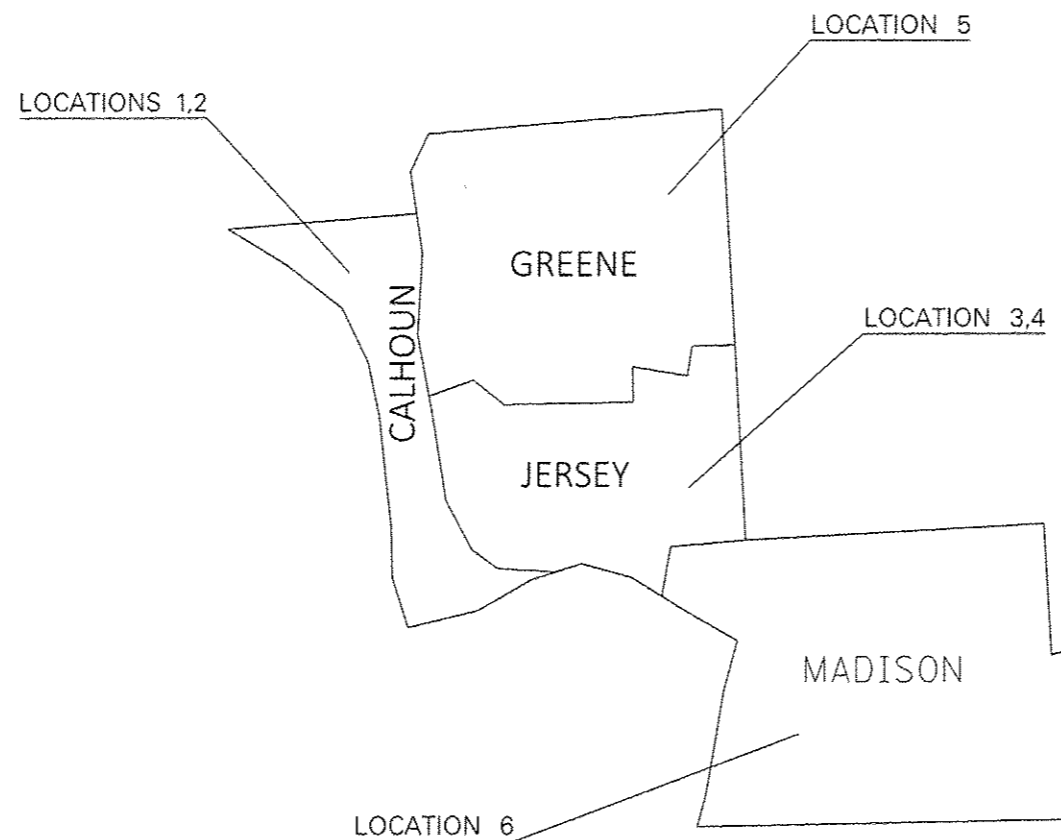 LOCATION 5
LOCATIONS 1,2
GREENE
CALHOUN
LOCATION 3,4
JERSEY
MADISON
LOCATION 6